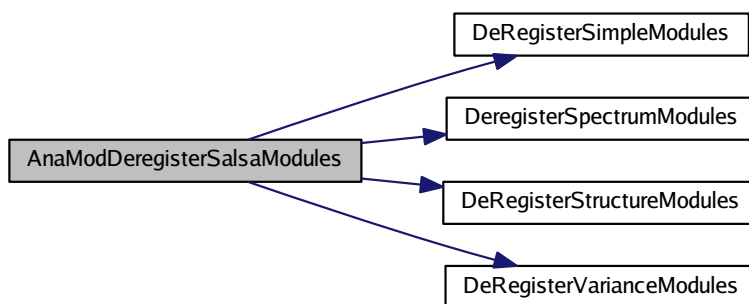 DeRegisterSimpleModules
DeregisterSpectrumModules
AnaModDeregisterSalsaModules
DeRegisterStructureModules
DeRegisterVarianceModules